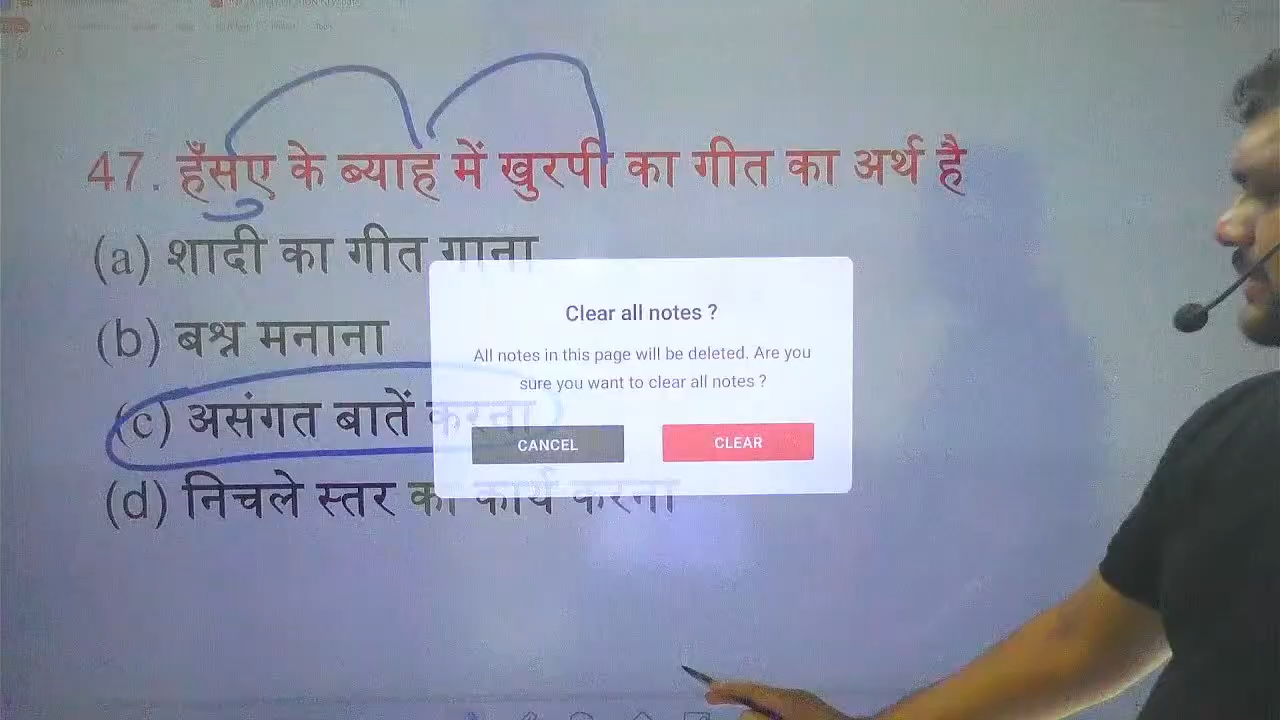 47. हँसए के ब्याह में खुरपी का गीत का अर्थ है
(a) शादी का गीत गाना
(b) बश्न मनाना
(c) असंगत बातें करना
(d) निचले स्तर का कार्य करना
Clear all notes ?
All notes in this page will be deleted. Are you
sure you want to clear all notes ?
CANCEL CLEAR